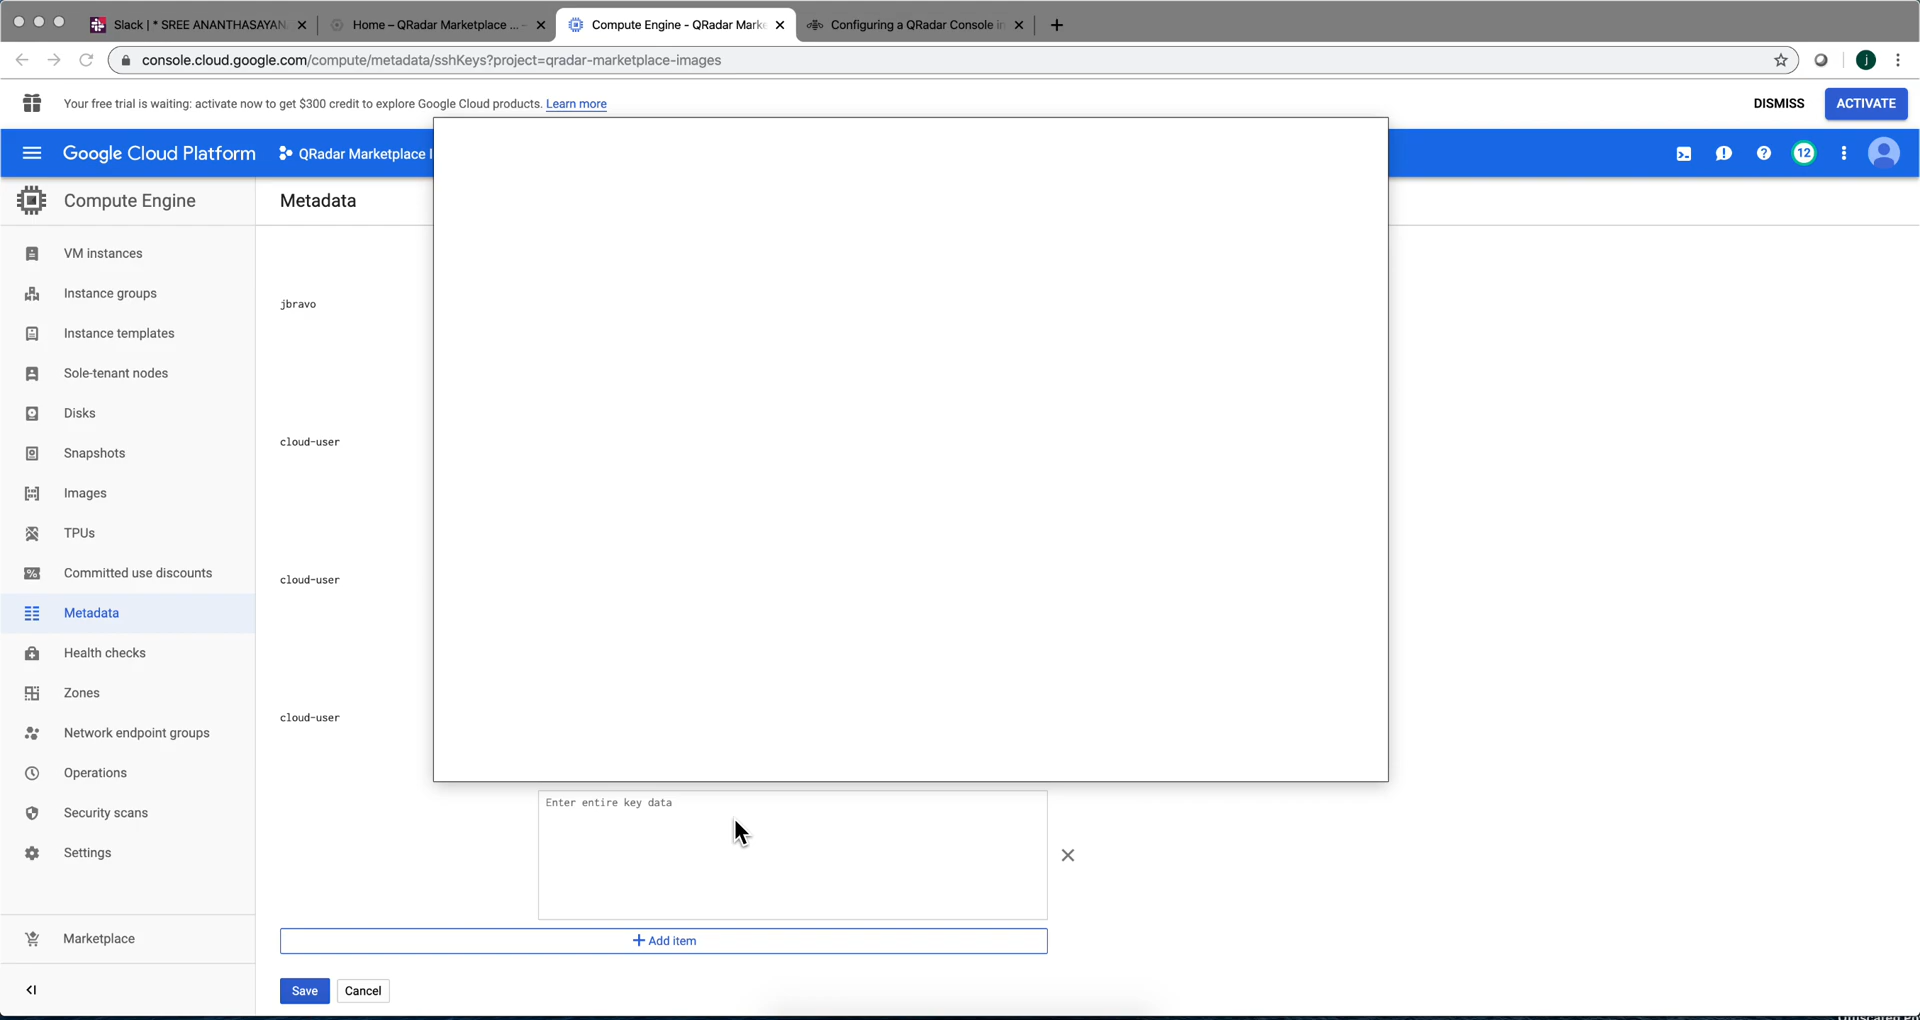 Slack | * SREE ANANTHASAYAN
Home – QRadar Marketplace ... -
Compute Engine - QRadar Mark
Configuring a QRadar Console in
console.cloud.google.com/compute/metadata/sshKeys?project=qradar-marketplace-images
j
Your free trial is waiting: activate now to get $300 credit to explore Google Cloud products. Learn more
DISMISS
ACTIVATE
Google Cloud Platform
QRadar Marketplace I
12
Compute Engine
Metadata
VM instances
Instance groups
Instance templates
Sole-tenant nodes
Disks
Snapshots
Images
TPUs
Committed use discounts
Metadata
Health checks
Zones
Network endpoint groups
Operations
Security scans
Settings
Marketplace
jbravo
cloud-user
cloud-user
cloud-user
Enter entire key data
Add item
Save
Cancel